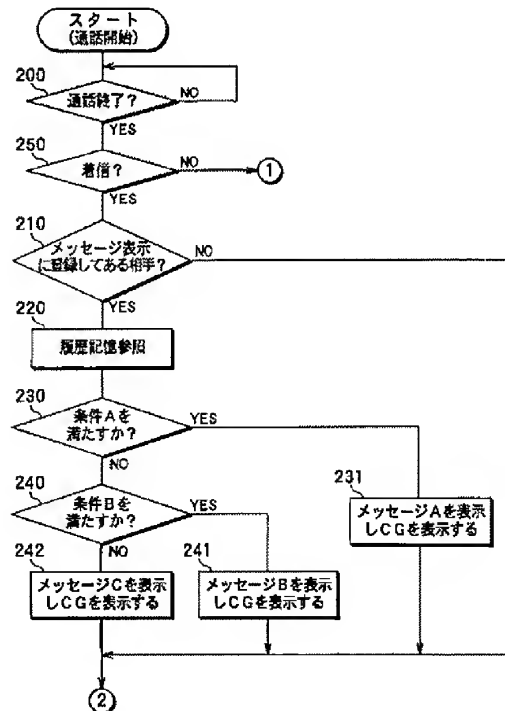 スタート
(通話開始)
200
通話終了?
NO
YES
250
着信?
NO
①
YES
210
メッセージ表示
に登録してある相手?
NO
YES
220
履歴記憶参照
230
条件Aを
満たすか?
YES
NO
240
条件Bを
満たすか?
YES
NO
231
メッセージAを表示
しCGを表示する
242
メッセージCを表示
しCGを表示する
241
メッセージBを表示
しCGを表示する
②